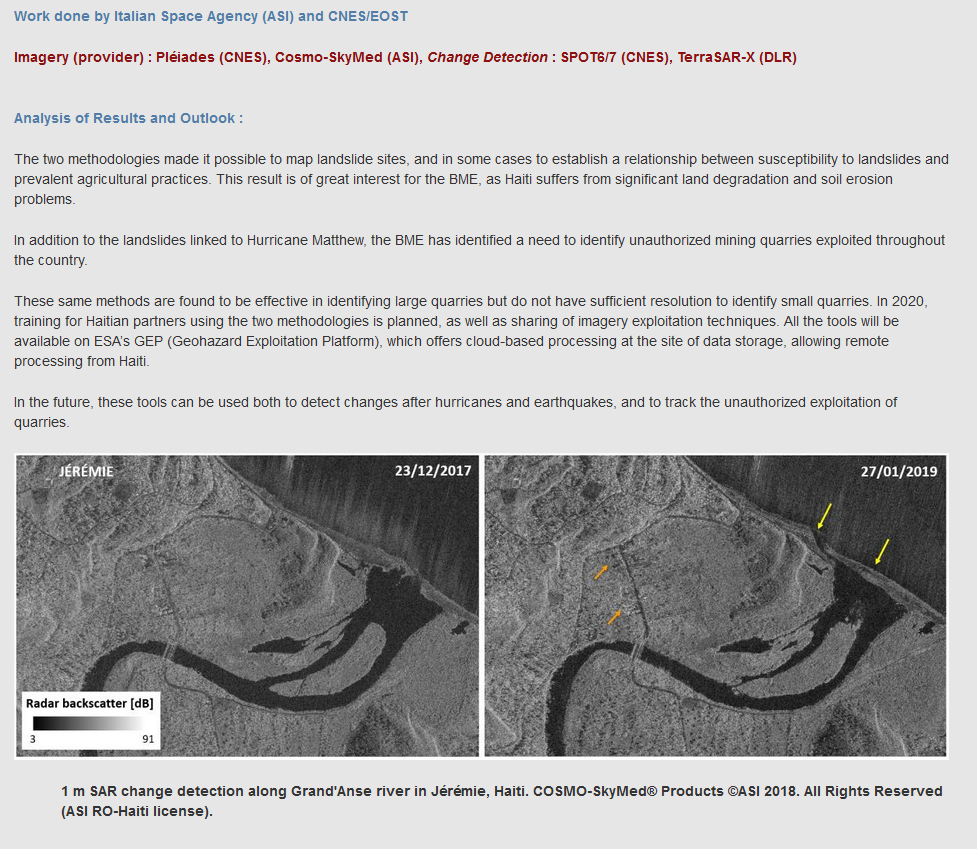 Work done by Italian Space Agency (ASI) and CNES/EOST
Imagery (provider) : Pléiades (CNES), Cosmo-SkyMed (ASI), Change Detection : SPOT6/7 (CNES), TerraSAR-X (DLR)
Analysis of Results and Outlook :
The two methodologies made it possible to map landslide sites, and in some cases to establish a relationship between susceptibility to landslides and
prevalent agricultural practices. This result is of great interest for the BME, as Haiti suffers from significant land degradation and soil erosion
problems.
In addition to the landslides linked to Hurricane Matthew, the BME has identified a need to identify unauthorized mining quarries exploited throughout
the country.
These same methods are found to be effective in identifying large quarries but do not have sufficient resolution to identify small quarries. In 2020,
training for Haitian partners using the two methodologies is planned, as well as sharing of imagery exploitation techniques. All the tools will be
available on ESA's GEP (Geohazard Exploitation Platform), which offers cloud-based processing at the site of data storage, allowing remote
processing from Haiti.
In the future, these tools can be used both to detect changes after hurricanes and earthquakes, and to track the unauthorized exploitation of
quarries.
JÉRÉMIE
23/12/2017
27/01/2019
Radar backscatter [dB]
3 91
1 m SAR change detection along Grand'Anse river in Jérémie, Haiti. COSMO-SkyMed® Products ©ASI 2018. All Rights Reserved
(ASI RO-Haiti license).